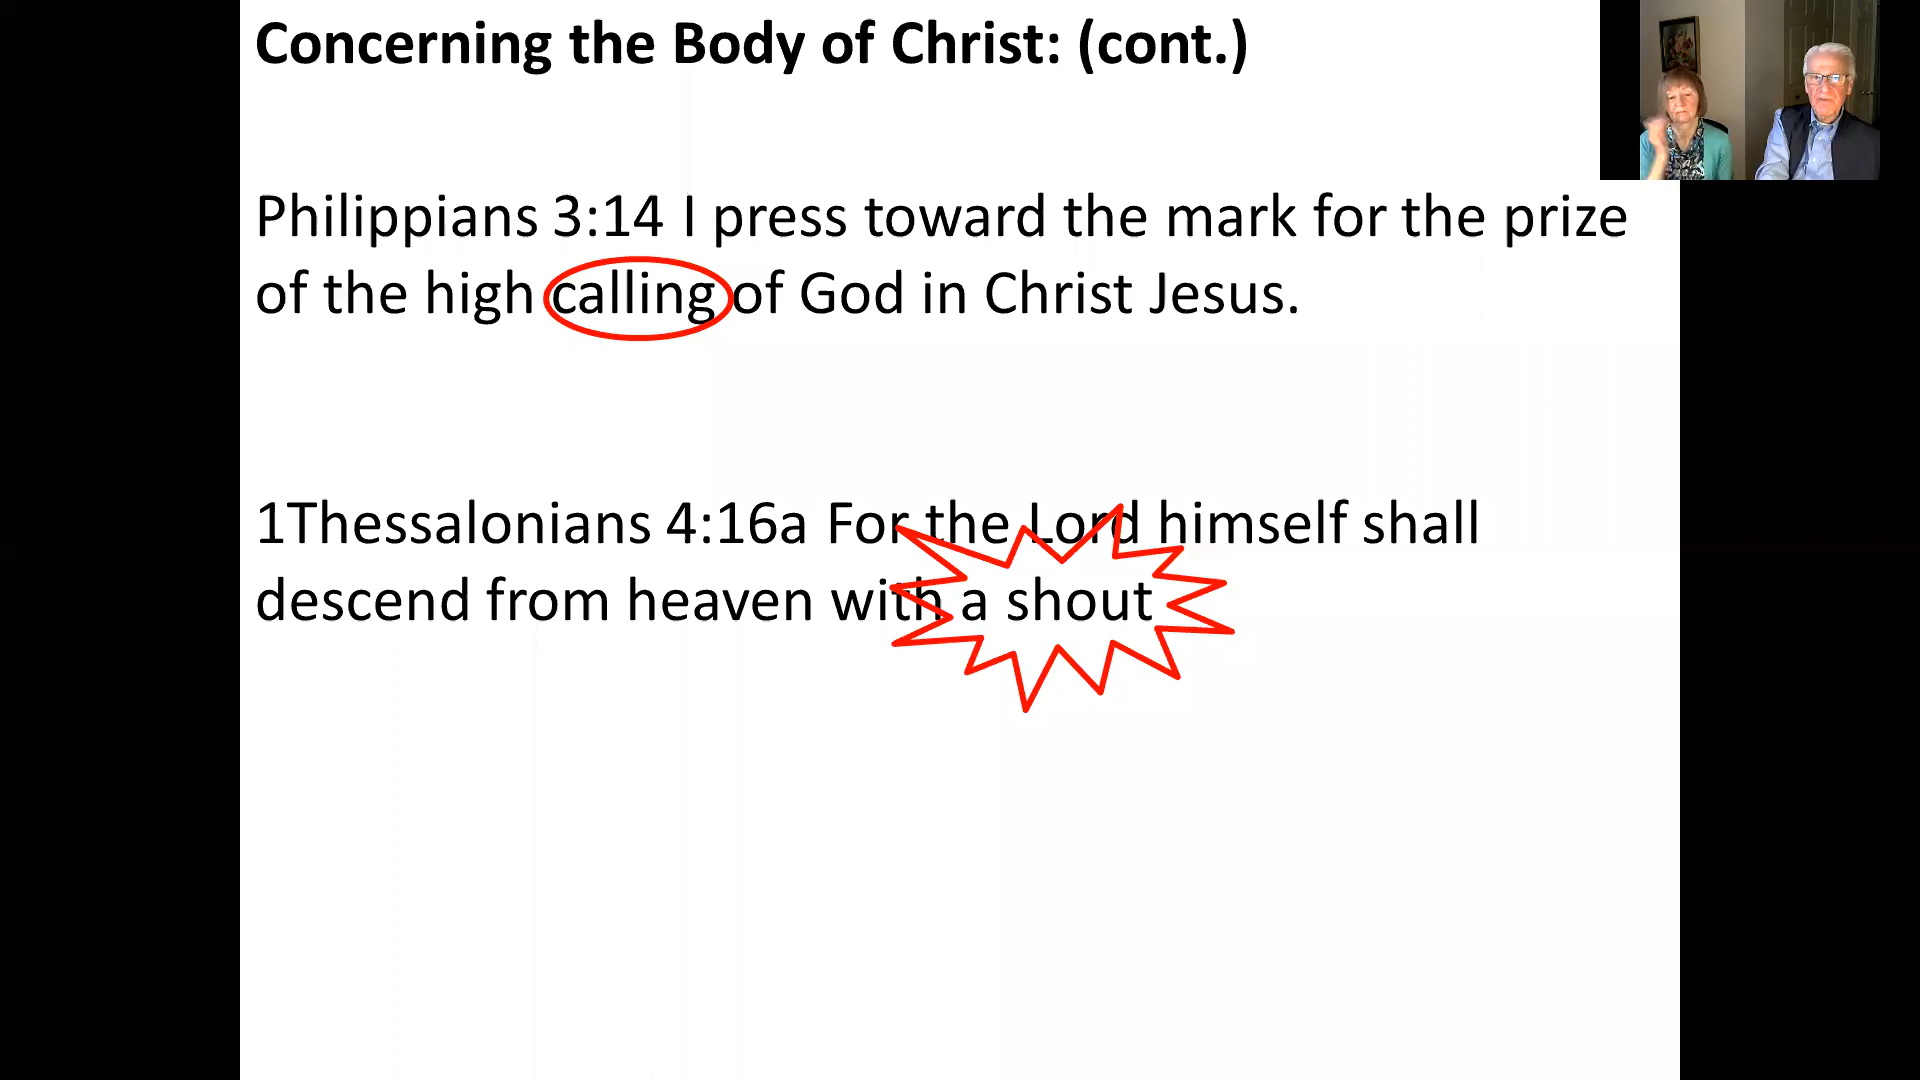 Concerning the Body of Christ: (cont.)
Philippians 3:14 I press toward the mark for the prize
of the high calling of God in Christ Jesus.
1Thessalonians 4:16a For the Lord himself shall
descend from heaven with a shout